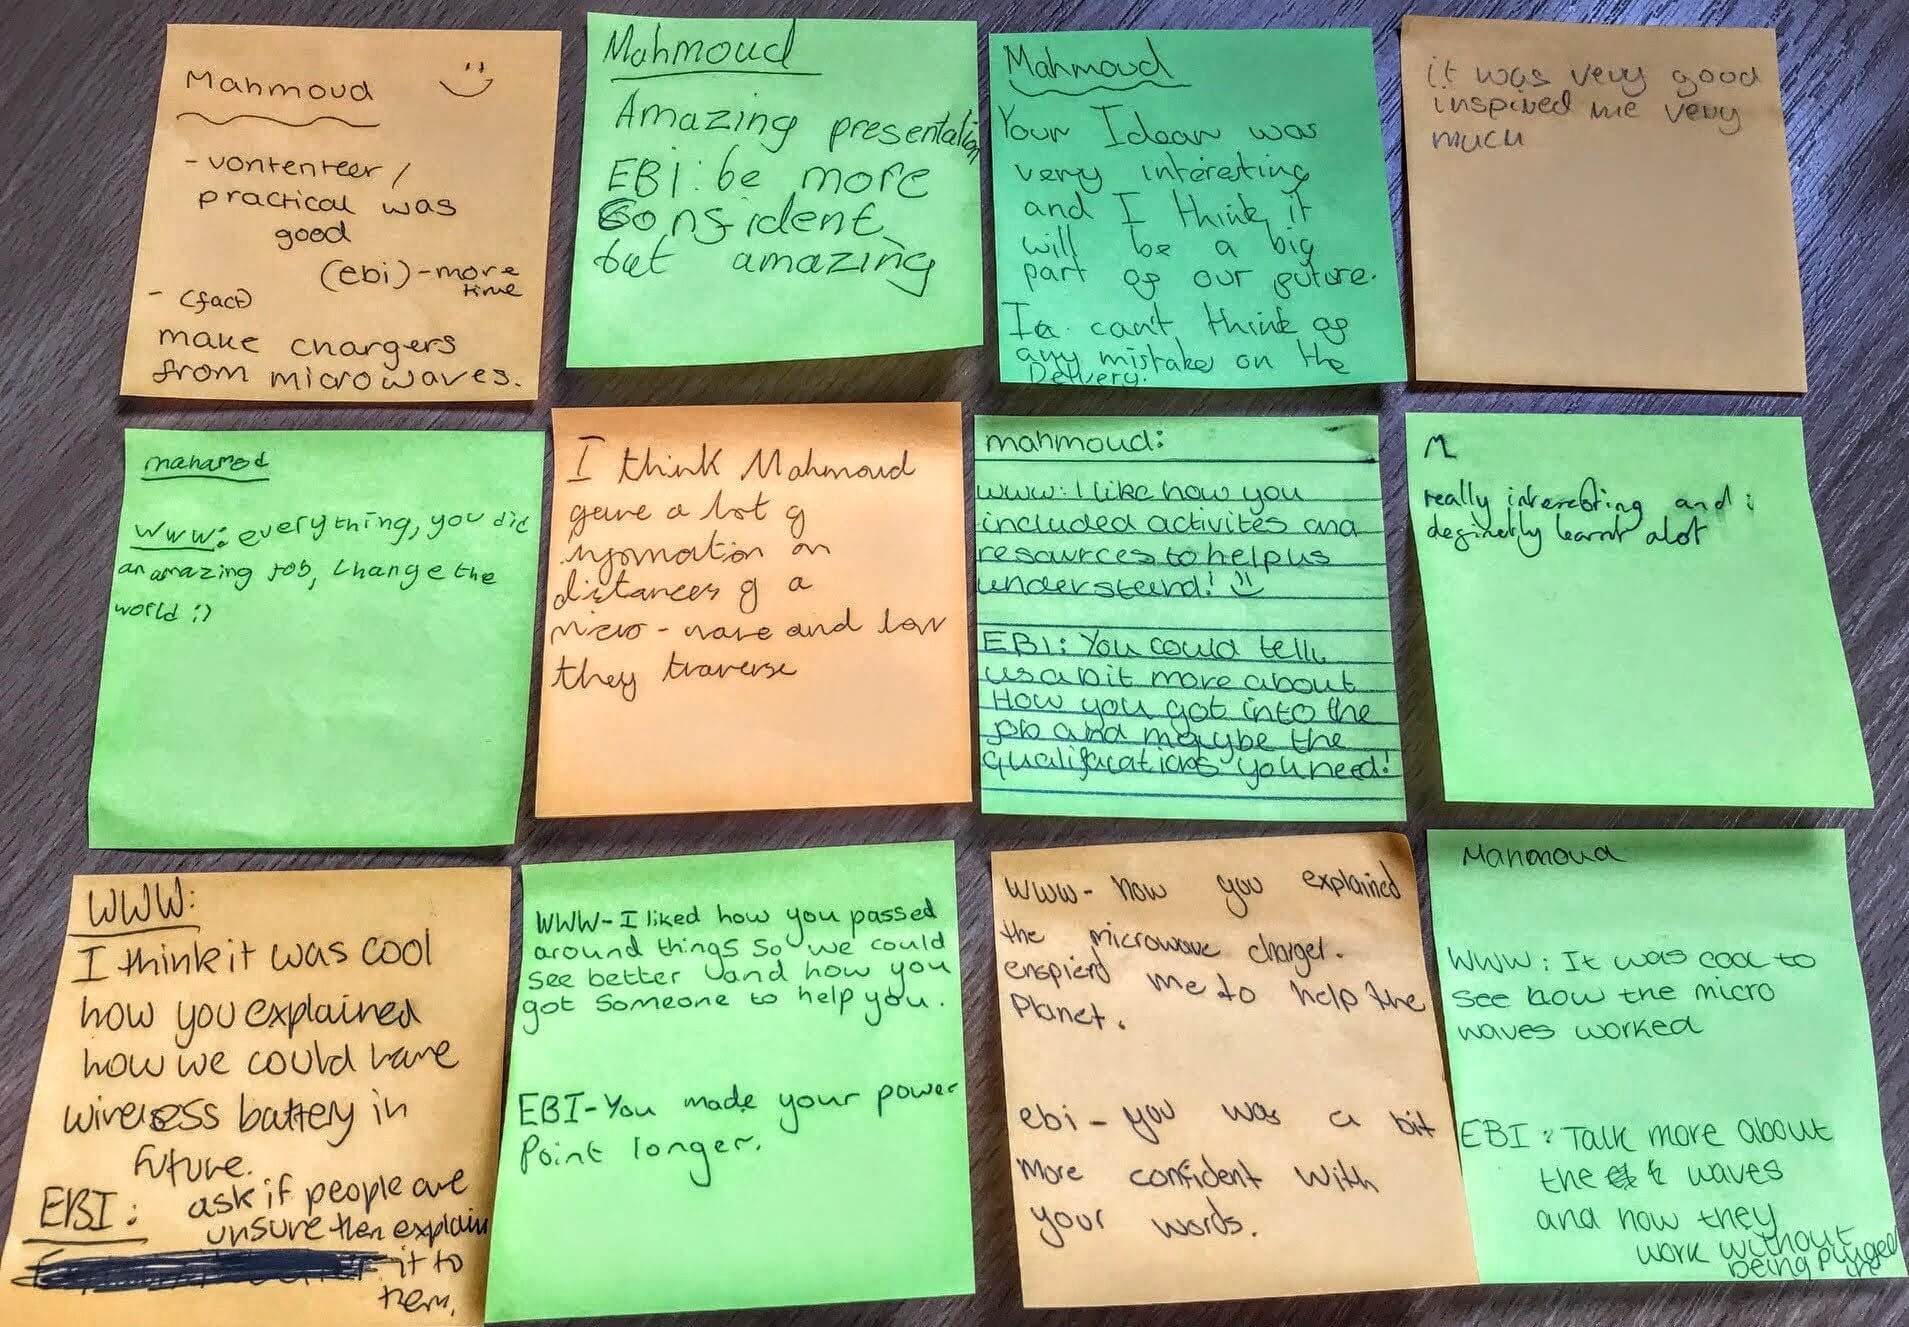 Mahmoud
- vontenteer /
practical was
good
(ebi) - more
time
- (fact)
make chargers
from microwaves.
Mahmoud
Amazing presentation
EBI: be more
Confident
but amazing
Mahmoud
Your Idear was
very interesting
and I think it
will be a big
part of our future.
can't think of
any mistakes on the
Delivery.
it was very good
inspired me very
much
mahamod
WWW: everything, you did
an amazing job, change the
world :)
I think Mahmoud
gave a lot of
information on
distances of a
micro-wave and how
they traverse
mahmoud:
WWW: I like how you
included activites and
resources to help us
understand! :)
EBI: You could tell
us a bit more about
How you got into the
job and maybe the
qualifacations you need!
M
really interesting and i
definerly learnt alot
WWW:
I think it was cool
how you explained
how we could have
wireless battery in
future.
EBI: ask if people are
unsure then explain
it to
them.
WWW- I liked how you passed
around things so we could
see better and how you
got someone to help you.
EBI- You made your power
Point longer.
WWW - how you explained
the microwave charger.
enspierd me to help the
Planet.
ebi - you was a bit
more confident with
your words.
Mahmoud
WWW: It was cool to
see how the micro
waves worked
EBI: Talk more about
the waves
and how they
work without
being plugged
in